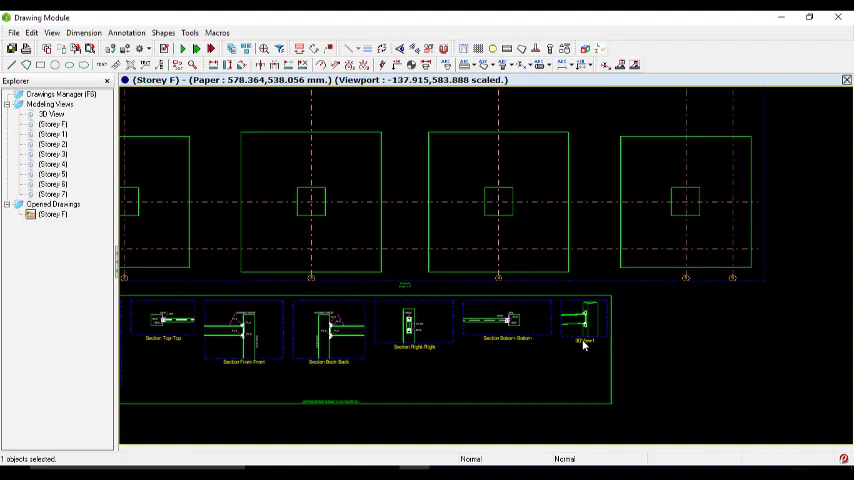 Drawing Module
File Edit View Dimension Annotation Shapes Tools Macros
Explorer
(Storey F) - (Paper : 578.364,538.056 mm.) (Viewport : -137.915,583.888 scaled.)
Drawings Manager (F6)
Modeling Views
3D View
(Storey F)
(Storey 1)
(Storey 2)
(Storey 3)
(Storey 4)
(Storey 5)
(Storey 6)
(Storey 7)
Opened Drawings
(Storey F)
Section Top-Top
Section Front-Front
Section Back-Back
Section Right-Right
Section Bottom-Bottom
3D View1
1 objects selected.
Normal
Normal